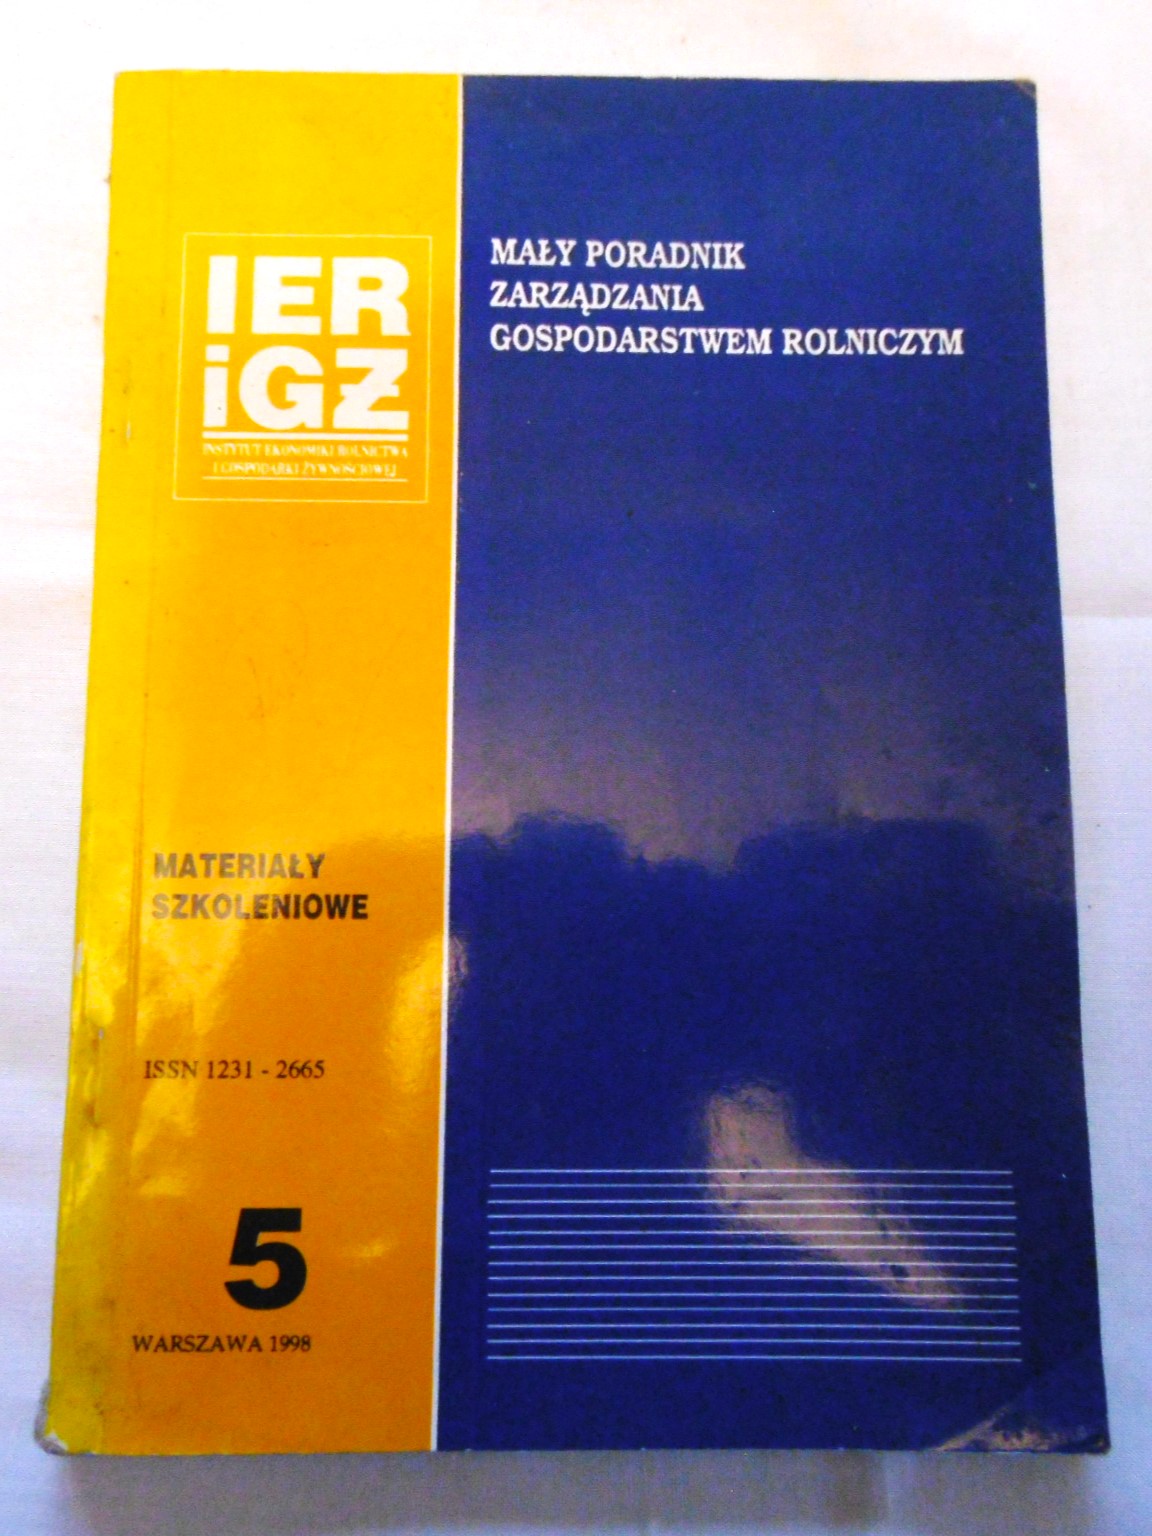 IER
iGŻ
INSTYTUT EKONOMIKI ROLNICTWA
I GOSPODARKI ŻYWNOŚCIOWEJ
MAŁY PORADNIK
ZARZĄDZANIA
GOSPODARSTWEM ROLNICZYM
MATERIAŁY
SZKOLENIOWE
ISSN 1231 - 2665
5
WARSZAWA 1998